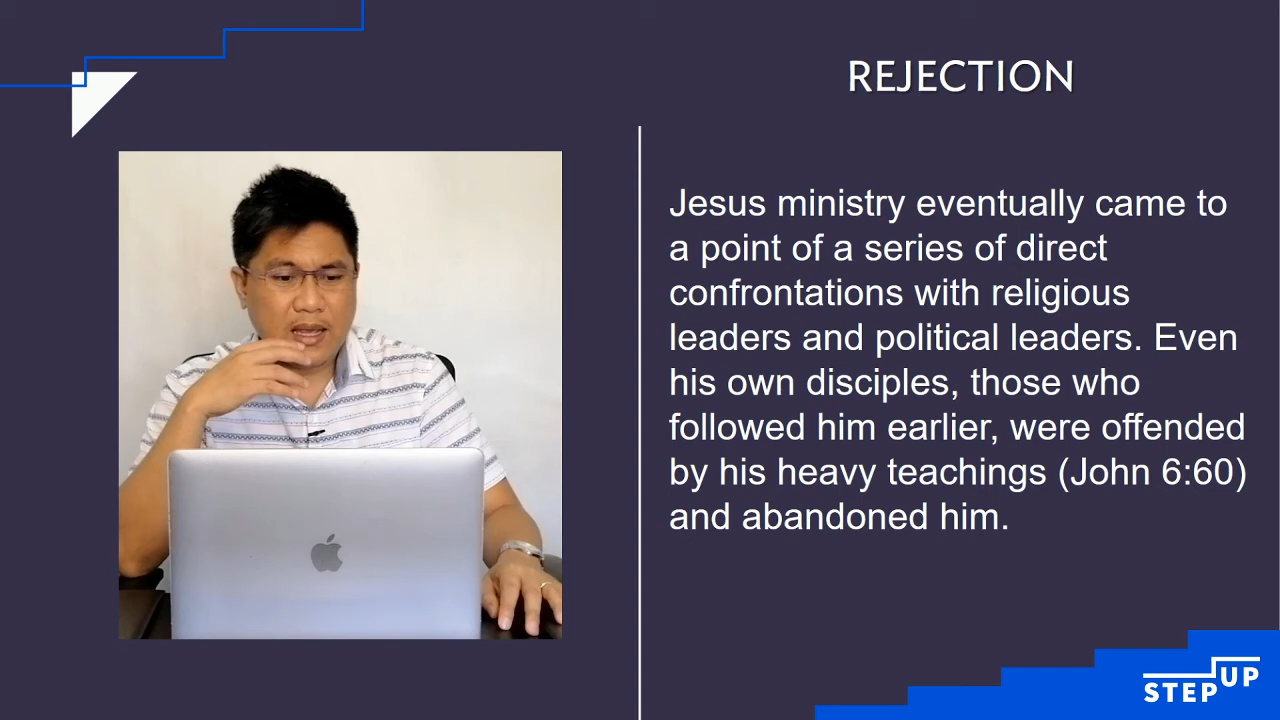 REJECTION
Jesus ministry eventually came to
a point of a series of direct
confrontations with religious
leaders and political leaders. Even
his own disciples, those who
followed him earlier, were offended
by his heavy teachings (John 6:60)
and abandoned him.
STEP UP